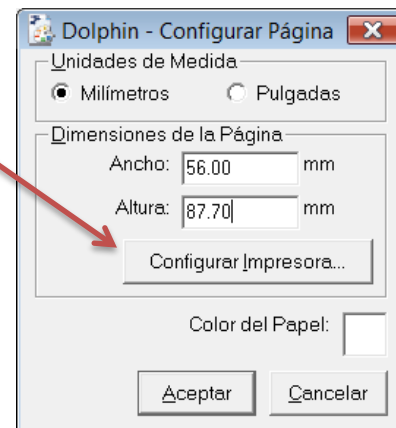 Dolphin - Configurar Página
Unidades de Medida
Milímetros Pulgadas
Dimensiones de la Página
Ancho: 56.00 mm
Altura: 87.70 mm
Configurar Impresora...
Color del Papel:
Aceptar Cancelar